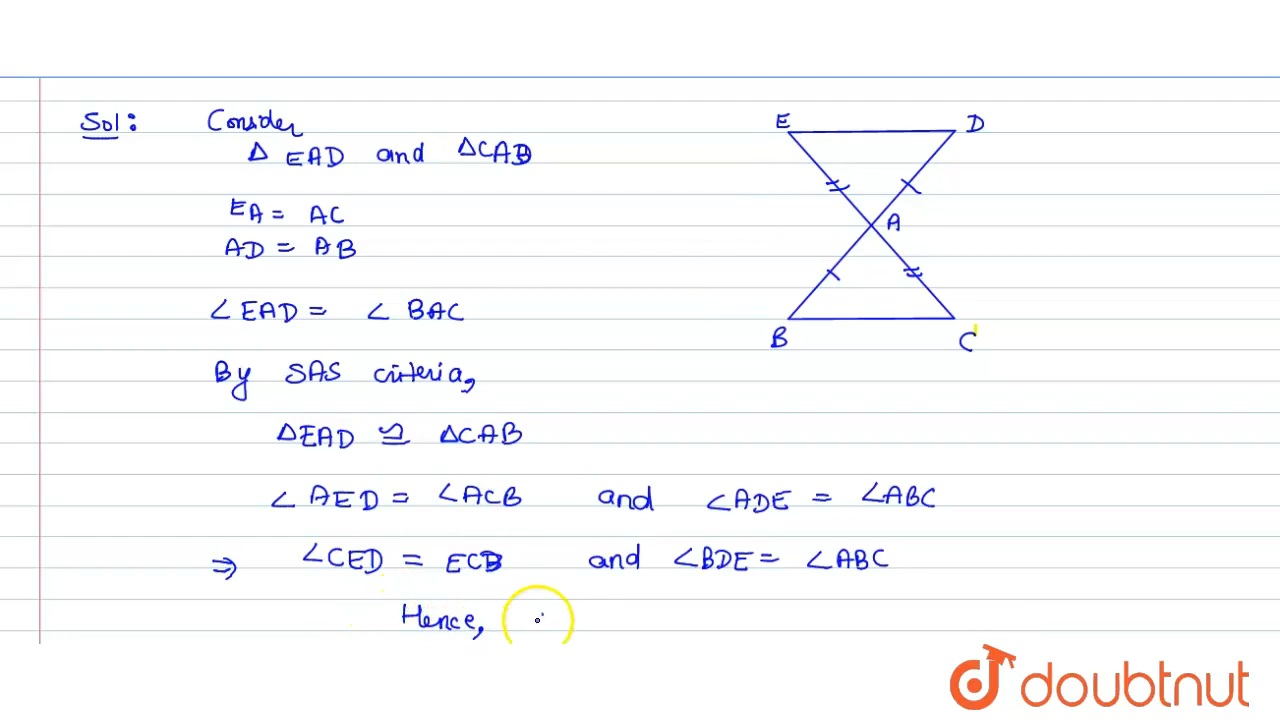 Sol: Consider
Δ EAD and ΔCAB
EA = AC
AD = AB
∠EAD = ∠ BAC
By SAS criteria,
ΔEAD ≅ ΔCAB
∠AED = ∠ACB and ∠ADE = ∠ABC
⇒ ∠CED = ECB and ∠BDE = ∠ABC
Hence,
E
D
A
B
C
doubtnut